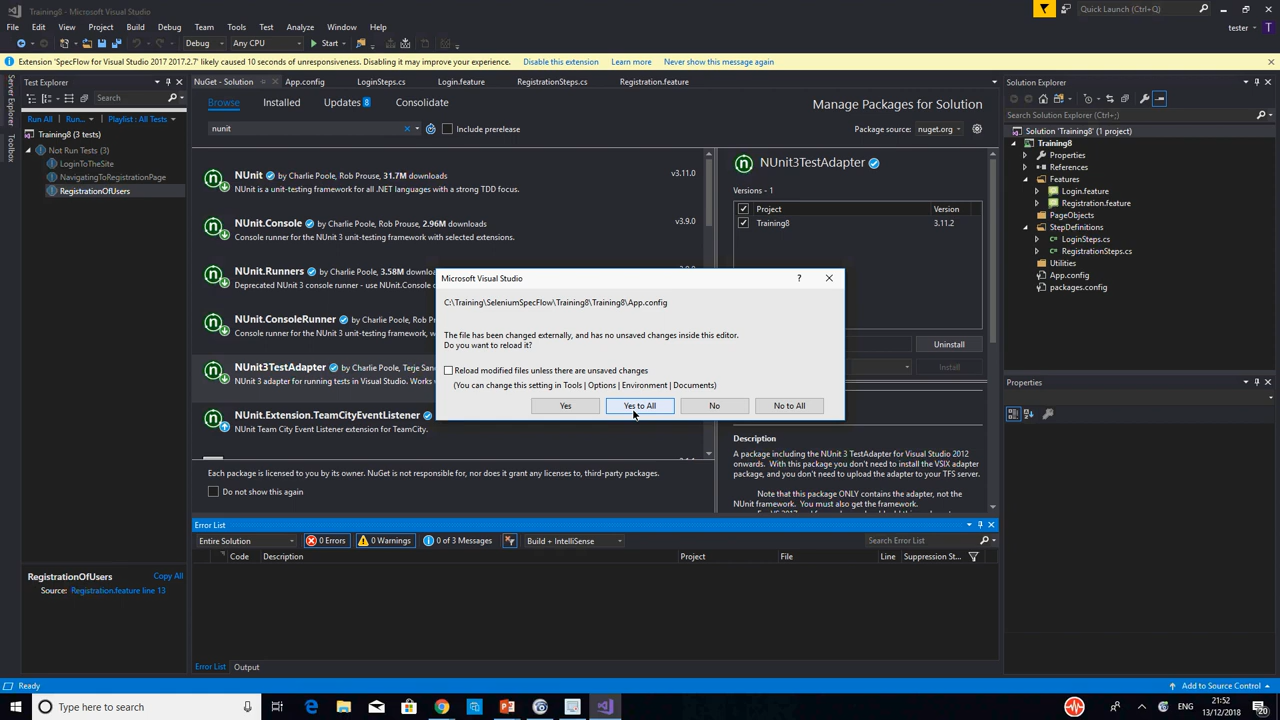 Training8 - Microsoft Visual Studio
Quick Launch (Ctrl+Q)
File Edit View Project Build Debug Team Tools Test Analyze Window Help
tester T
Debug Any CPU Start
Extension 'SpecFlow for Visual Studio 2017 2017.2.7' likely caused 10 seconds of unresponsiveness. Disabling it may improve your experience. Disable this extension Learn more Never show this message again
Server Explorer
Toolbox
Test Explorer
Search
Run All Run... Playlist : All Tests
Training8 (3 tests)
Not Run Tests (3)
LoginToTheSite
NavigatingToRegistrationPage
RegistrationOfUsers
RegistrationOfUsers Copy All
Source: Registration.feature line 13
NuGet - Solution App.config LoginSteps.cs Login.feature RegistrationSteps.cs Registration.feature
Browse Installed Updates 8 Consolidate
Manage Packages for Solution
nunit Include prerelease
Package source: nuget.org
NUnit by Charlie Poole, Rob Prouse, 31.7M downloads v3.11.0
NUnit is a unit-testing framework for all .NET languages with a strong TDD focus.
NUnit.Console by Charlie Poole, Rob Prouse, 2.96M downloads v3.9.0
Console runner for the NUnit 3 unit-testing framework with selected extensions.
NUnit.Runners by Charlie Poole, Rob Prouse, 3.58M
Deprecated NUnit 3 console runner for
NUnit.ConsoleRunner by Charlie Poole, Rob
Console runner for the NUnit 3 unit-testing
NUnit3TestAdapter by Charlie Poole, Terje
NUnit 3 adapter for running tests in Visual Studio. Works
NUnit.Extension.TeamCityEventListener
NUnit Team City Event Listener extension for TeamCity.
Each package is licensed to you by its owner. NuGet is not responsible for, nor does it grant any licenses to, third-party packages.
Do not show this again
NUnit3TestAdapter
Versions - 1
Project Version
Training8 3.11.2
Uninstall
Install
Description
A package including the NUnit 3 TestAdapter for Visual Studio 2012
onwards. With this package you don't need to install the VSIX adapter
package, and you don't need to upload the adapter to your TFS server.
Note that this package ONLY contains the adapter, not the
NUnit framework. You must also get the framework.
Microsoft Visual Studio ?
C:\Training\SeleniumSpecFlow\Training8\Training8\App.config
The file has been changed externally, and has no unsaved changes inside this editor.
Do you want to reload it?
Reload modified files unless there are unsaved changes
(You can change this setting in Tools | Options | Environment | Documents)
Yes Yes to All No No to All
Error List
Entire Solution 0 Errors 0 Warnings 0 of 3 Messages Build + IntelliSense Search Error List
Code Description Project File Line Suppression St...
Error List Output
Solution Explorer
Search Solution Explorer (Ctrl+;)
Solution 'Training8' (1 project)
Training8
Properties
References
Features
Login.feature
Registration.feature
PageObjects
StepDefinitions
LoginSteps.cs
RegistrationSteps.cs
Utilities
App.config
packages.config
Properties
Ready
Add to Source Control
Type here to search
21:52
13/12/2018
20